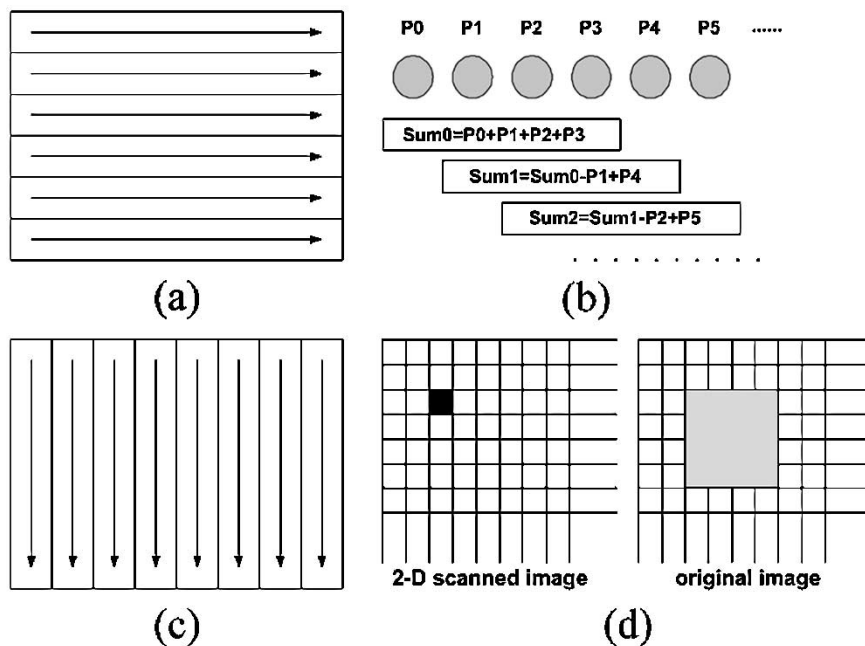 P0 P1 P2 P3 P4 P5 ......
Sum0=P0+P1+P2+P3
Sum1=Sum0-P1+P4
Sum2=Sum1-P2+P5
. . . . . . . . . .
(a) (b)
2-D scanned image original image
(c) (d)